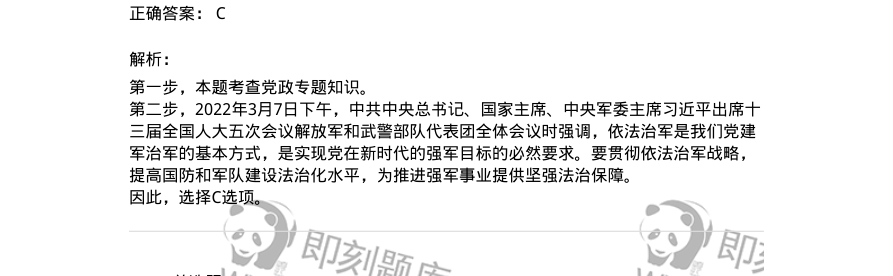 正确答案： C
解析：
第一步，本题考查党政专题知识。
第二步，2022年3月7日下午，中共中央总书记、国家主席、中央军委主席习近平出席十
三届全国人大五次会议解放军和武警部队代表团全体会议时强调，依法治军是我们党建
军治军的基本方式，是实现党在新时代的强军目标的必然要求。要贯彻依法治军战略，
提高国防和军队建设法治化水平，为推进强军事业提供坚强法治保障。
因此，选择C选项。
即刻题库
即刻